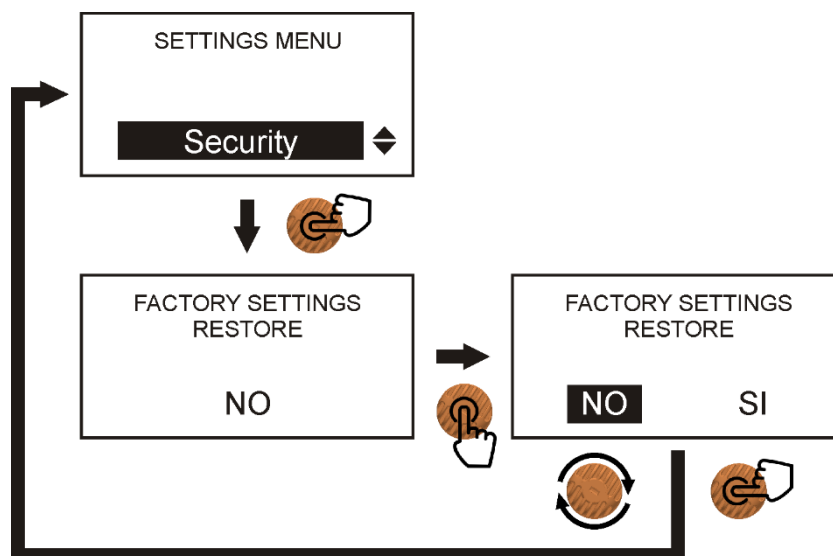 SETTINGS MENU
Security
FACTORY SETTINGS
RESTORE
NO
FACTORY SETTINGS
RESTORE
NO SI